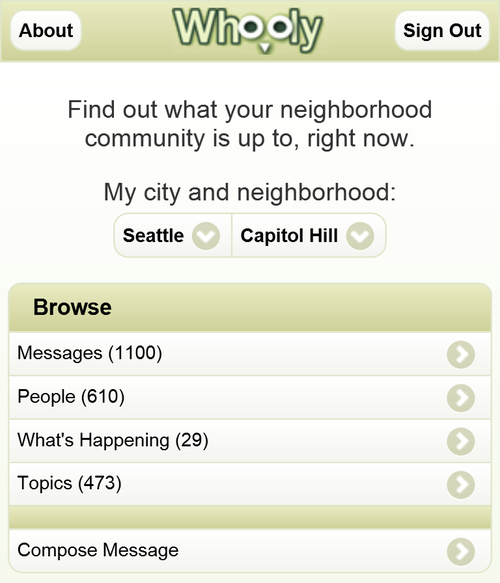 About
Whooly
Sign Out
Find out what your neighborhood
community is up to, right now.
My city and neighborhood:
Seattle
Capitol Hill
Browse
Messages (1100)
People (610)
What's Happening (29)
Topics (473)
Compose Message